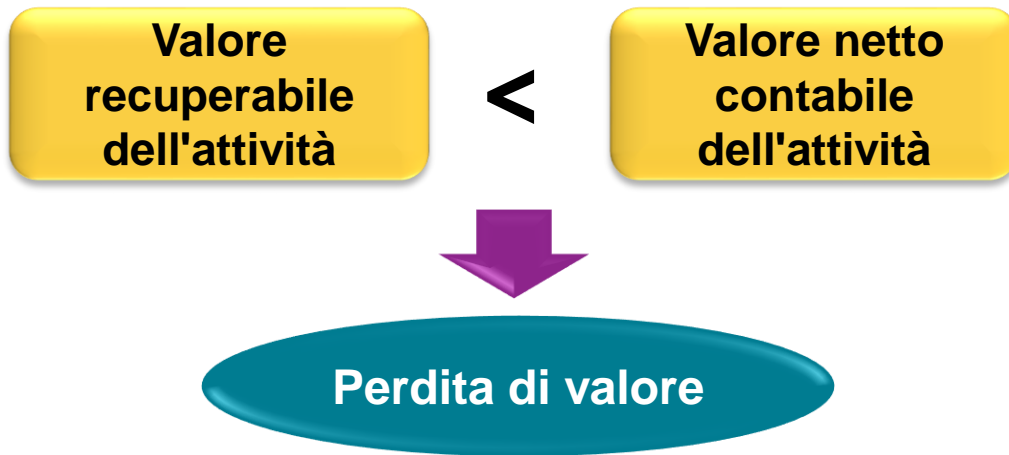 Valore
recuperabile
dell'attività
<
Valore netto
contabile
dell'attività
Perdita di valore